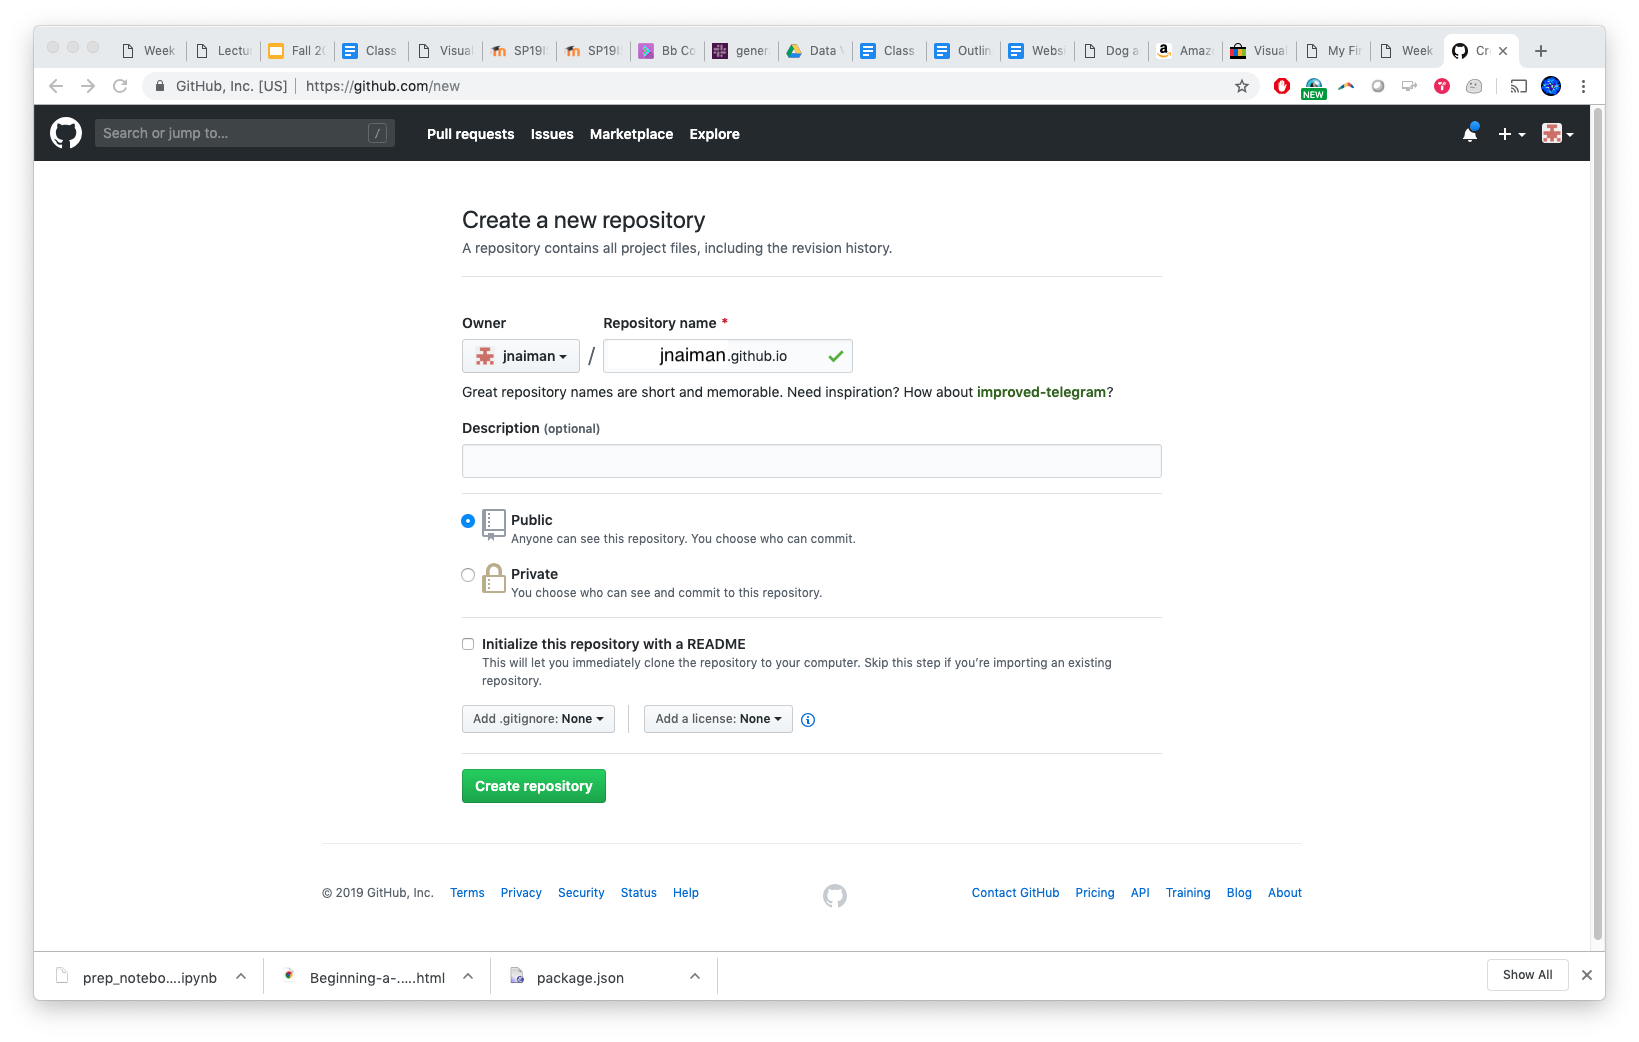 Week
Lectu
Fall 20
Class
Visua
SP19I
SP19I
Bb Co
gener
Data V
Class
Outlin
Webs
Dog a
Amaz
Visua
My Fir
Week
Cr
GitHub, Inc. [US] | https://github.com/new
NEW
Search or jump to...
/
Pull requests Issues Marketplace Explore
Create a new repository
A repository contains all project files, including the revision history.
Owner
Repository name *
jnaiman / jnaiman.github.io
Great repository names are short and memorable. Need inspiration? How about improved-telegram?
Description (optional)
Public
Anyone can see this repository. You choose who can commit.
Private
You choose who can see and commit to this repository.
Initialize this repository with a README
This will let you immediately clone the repository to your computer. Skip this step if you're importing an existing
repository.
Add .gitignore: None
Add a license: None
Create repository
© 2019 GitHub, Inc. Terms Privacy Security Status Help
Contact GitHub Pricing API Training Blog About
prep_notebo....ipynb
Beginning-a-.....html
package.json
Show All